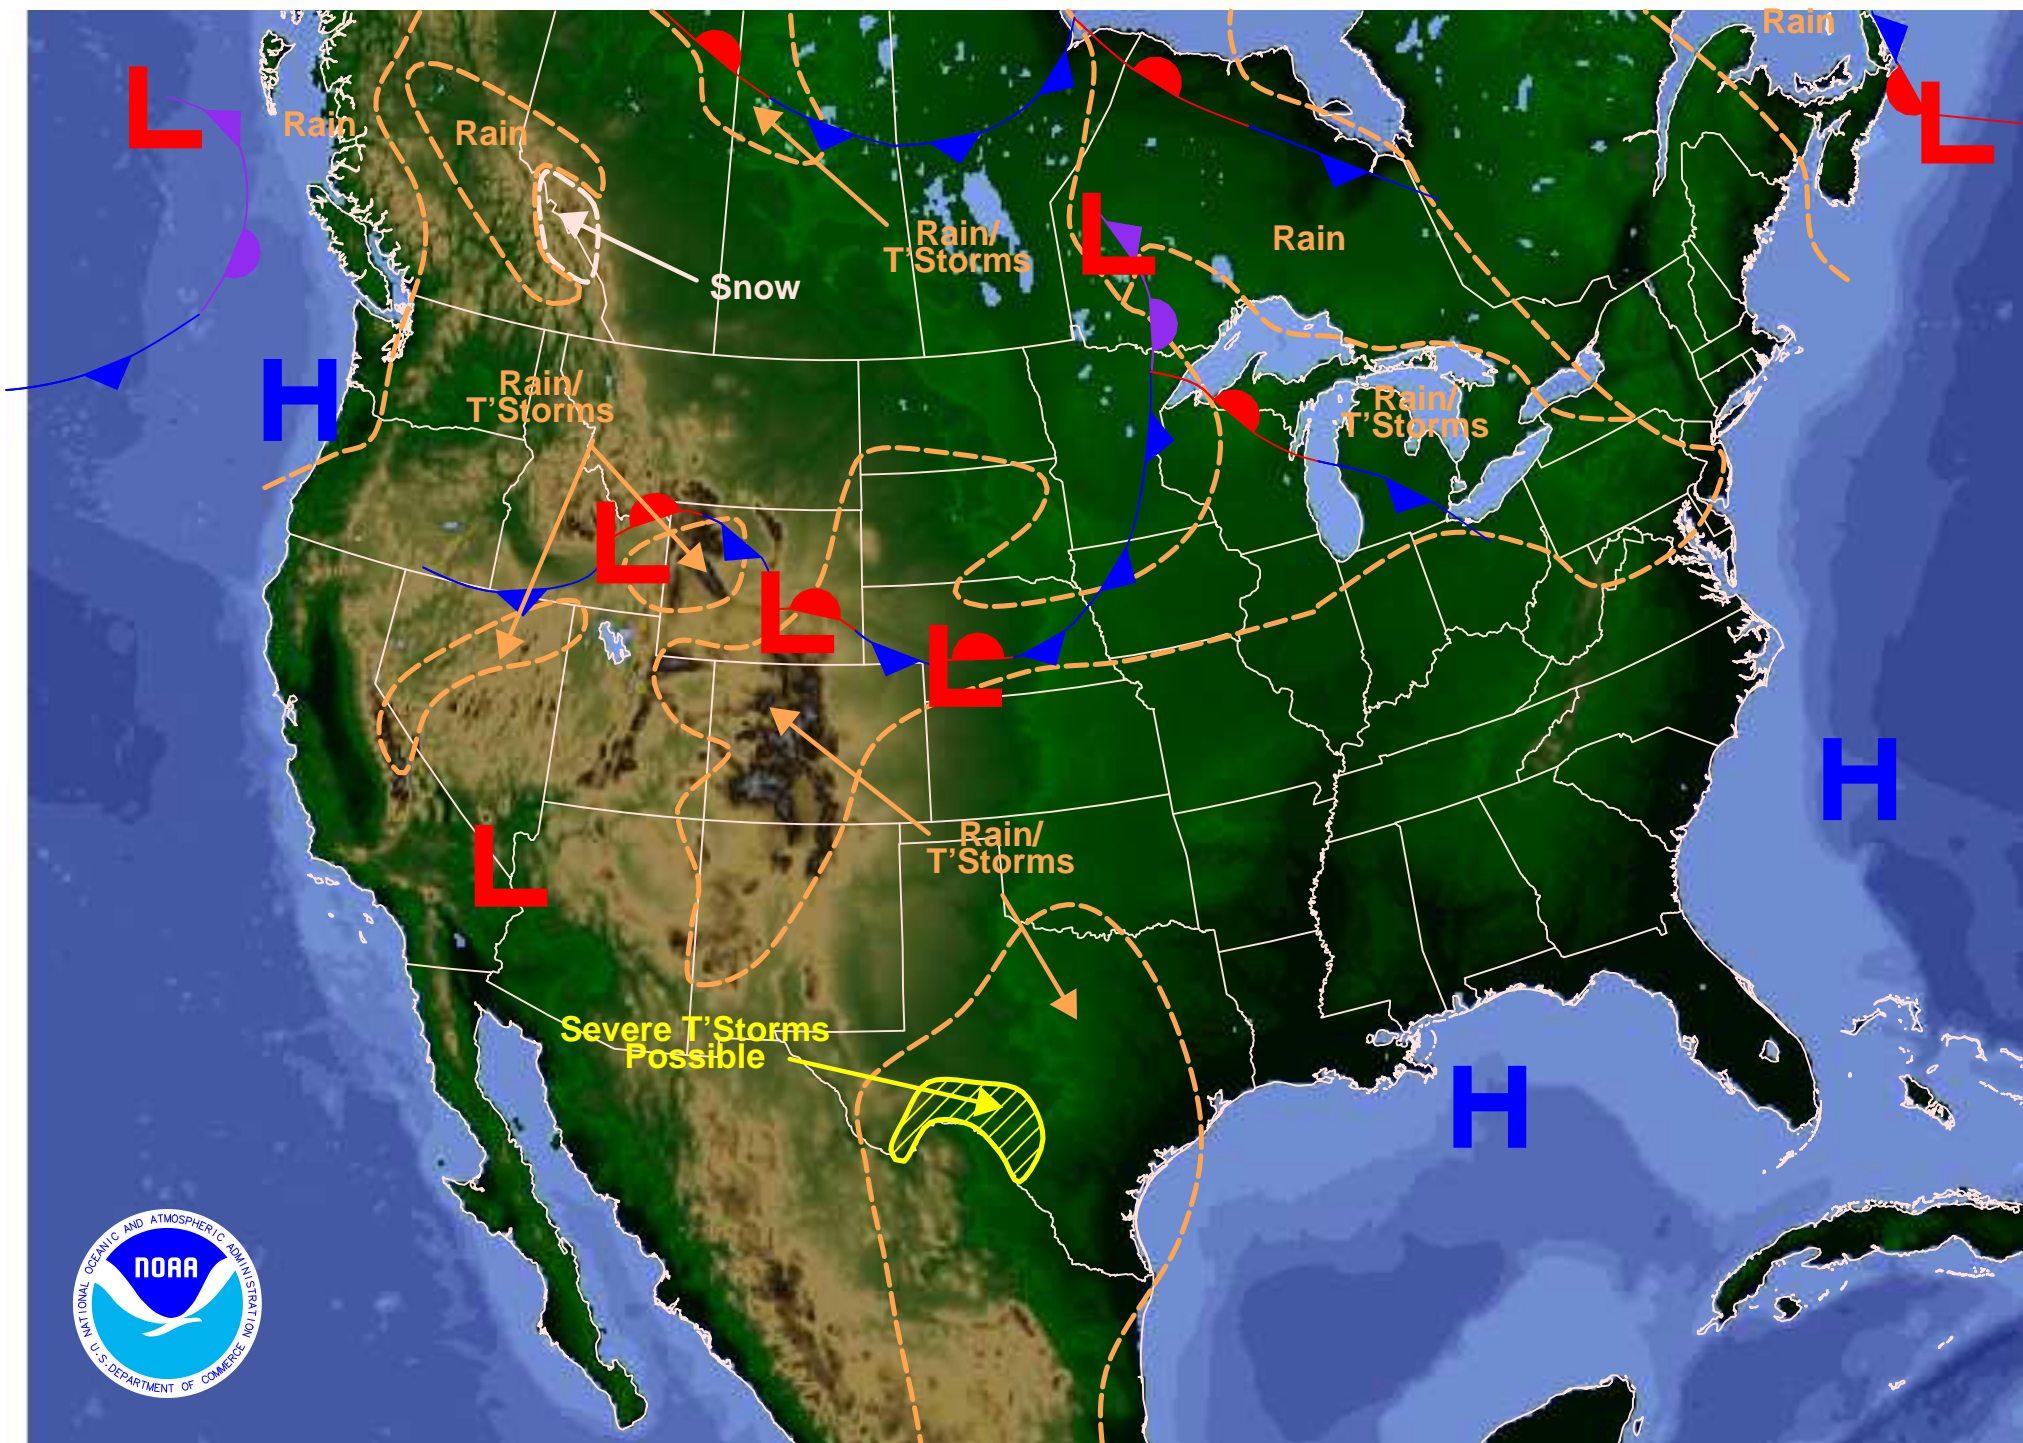 Rain
L
Rain
Rain
L
Rain/
T'Storms
Rain
L
Snow
H
Rain/
T'Storms
Rain/
T'Storms
L
L
L
H
L
Rain/
T'Storms
Severe T'Storms
Possible
H
NATIONAL OCEANIC AND ATMOSPHERIC ADMINISTRATION
NOAA
U.S. DEPARTMENT OF COMMERCE